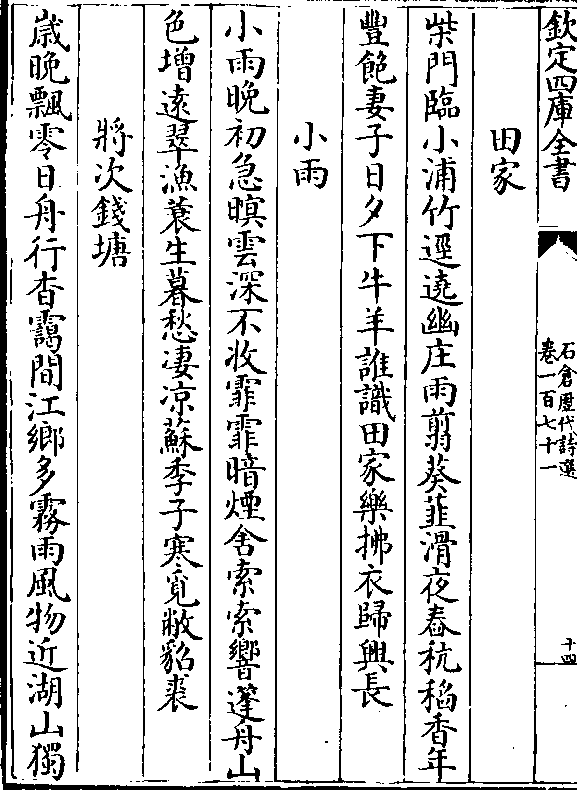 欽定四庫全書
石倉歷代詩選
卷一百七十一
十四
田家
柴門臨小浦竹逕遶幽庄雨翦葵韮滑夜舂秔稻香年
豐飽妻子日夕下牛羊誰識田家樂拂衣歸興長
小雨
小雨晚初急暝雲深不收霏霏暗煙舍索索響篷舟山
色增遠翠漁蓑生暮愁凄凉蘇季子寒覓敝貂裘
將次錢塘
嵗晚飄零日舟行杳靄間江鄉多霧雨風物近湖山獨